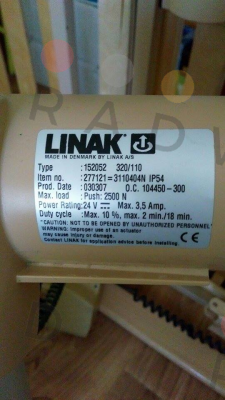 LINAK
MADE IN DENMARK BY LINAK A/S
Type : 152052 320/110
Item no. : 277121=3110404N IP54
Prod. Date : 030307 O.C. 104450-300
Max. load : Push: 2500 N
Power Rating: 24 V Max. 3,5 Amp.
Duty cycle : Max. 10 %, max. 2 min./18 min.
"CAUTION: NOT TO BE OPENED BY UNAUTHORIZED PERSONNEL"
WARNING: Improper use of an actuator
may cause injury or damage.
Contact LINAK for application advice before installing
CE